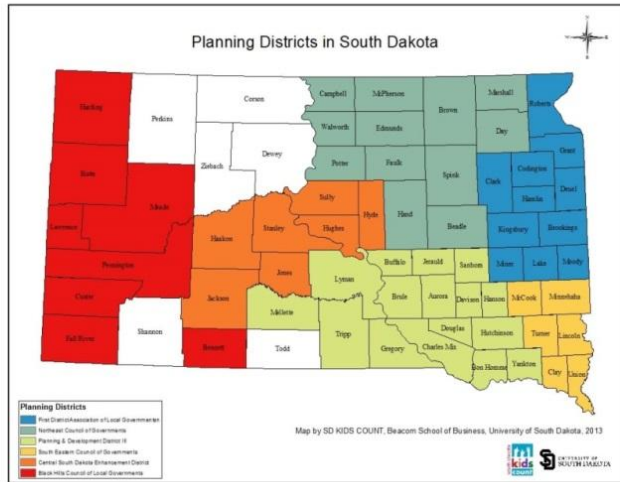 Planning Districts in South Dakota
Harding
Perkins
Corson
Campbell
McPherson
Brown
Marshall
Roberts
Walworth
Edmunds
Day
Dewey
Ziebach
Butte
Meade
Potter
Faulk
Spink
Clark
Codington
Grant
Hamlin
Deuel
Sully
Hyde
Hand
Beadle
Kingsbury
Brookings
Lawrence
Haakon
Stanley
Hughes
Pennington
Jones
Lyman
Buffalo
Jerauld
Sanborn
Miner
Lake
Moody
Custer
Jackson
Brule
Aurora
Davison
Hanson
McCook
Minnehaha
Mellette
Fall River
Shannon
Bennett
Todd
Tripp
Gregory
Charles Mix
Douglas
Hutchinson
Turner
Lincoln
Bon Homme
Yankton
Clay
Union
Planning Districts
First District Association of Local Governments
Northeast Council of Governments
Planning & Development District III
South Eastern Council of Governments
Central South Dakota Enhancement District
Black Hills Council of Local Governments
Map by SD KIDS COUNT, Beacom School of Business, University of South Dakota, 2013
kids
count
UNIVERSITY OF
SOUTH DAKOTA